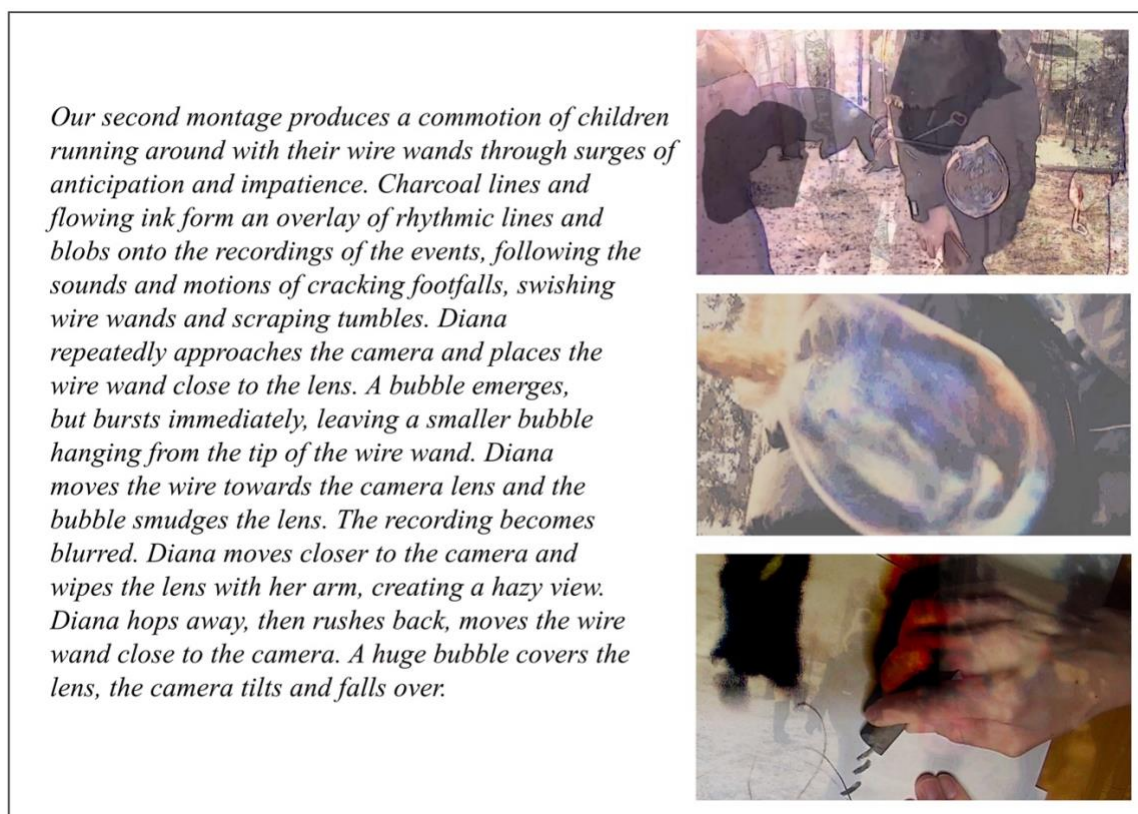 Our second montage produces a commotion of children
running around with their wire wands through surges of
anticipation and impatience. Charcoal lines and
flowing ink form an overlay of rhythmic lines and
blobs onto the recordings of the events, following the
sounds and motions of cracking footfalls, swishing
wire wands and scraping tumbles. Diana
repeatedly approaches the camera and places the
wire wand close to the lens. A bubble emerges,
but bursts immediately, leaving a smaller bubble
hanging from the tip of the wire wand. Diana
moves the wire towards the camera lens and the
bubble smudges the lens. The recording becomes
blurred. Diana moves closer to the camera and
wipes the lens with her arm, creating a hazy view.
Diana hops away, then rushes back, moves the wire
wand close to the camera. A huge bubble covers the
lens, the camera tilts and falls over.